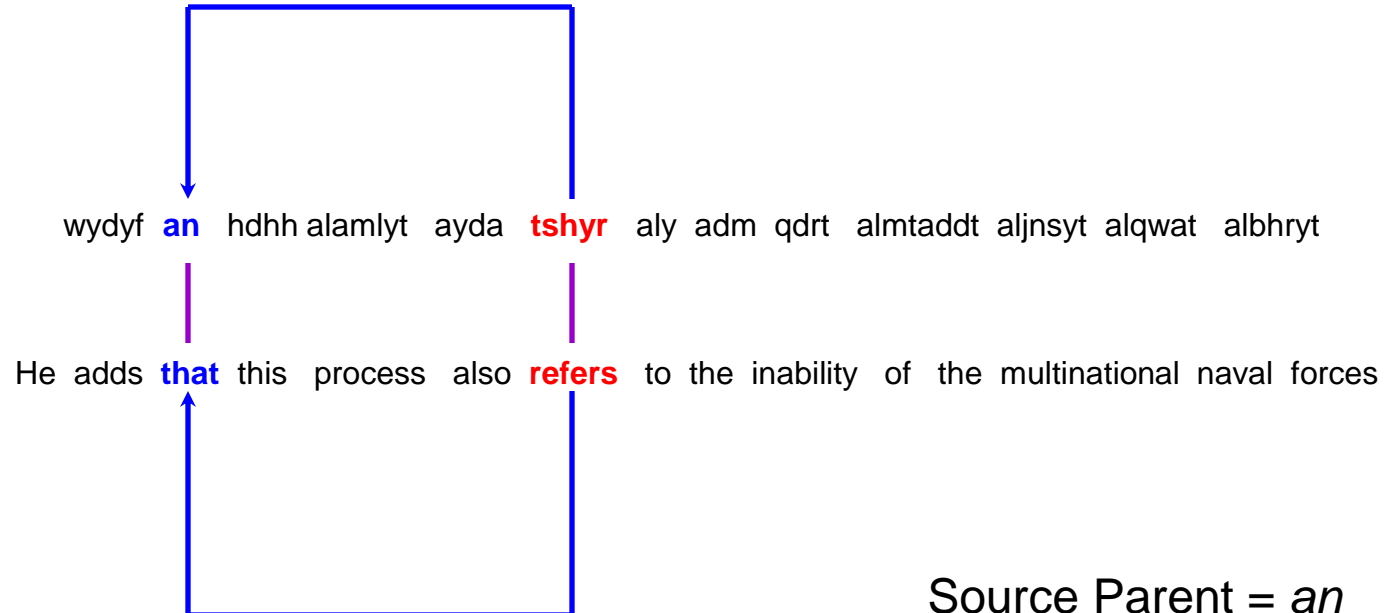 wydyf an hdhh alamlyt ayda tshyr aly adm qdrt almtaddt aljnsyt alqwat albhryt
He adds that this process also refers to the inability of the multinational naval forces
Source Parent = an